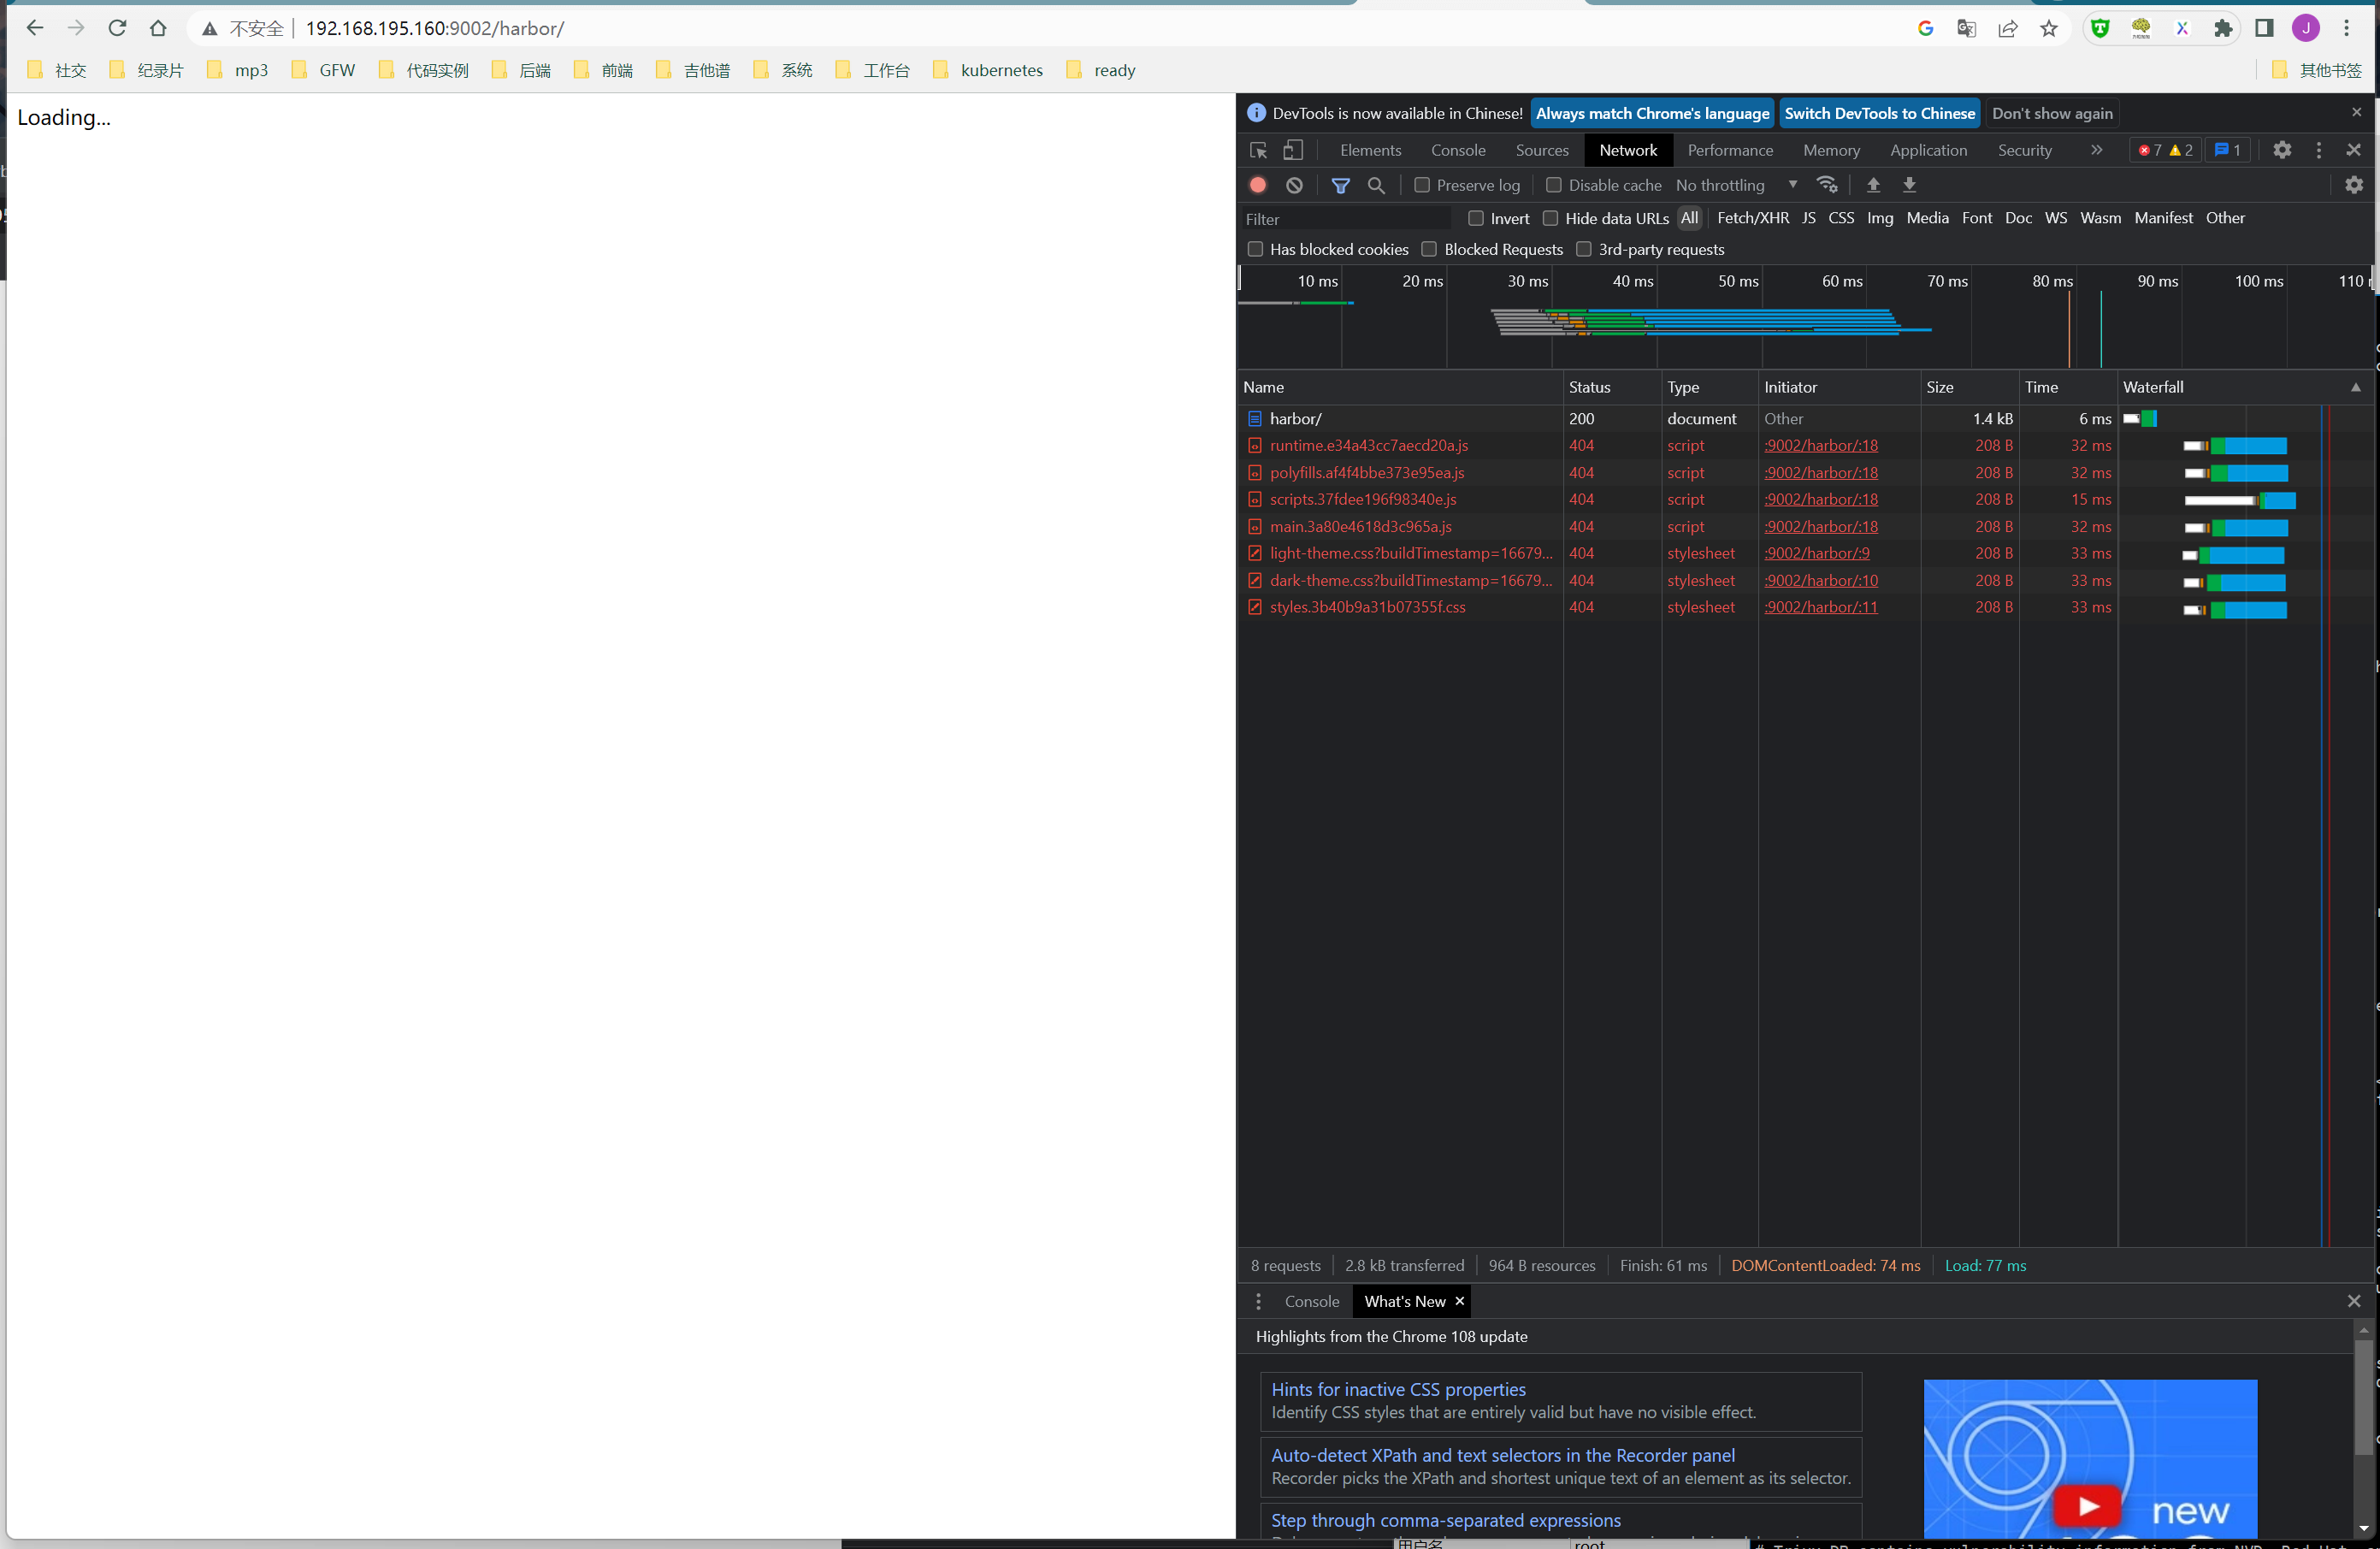 不安全 192.168.195.160:9002/harbor/
J
社交 纪录片 mp3 GFW 代码实例 后端 前端 吉他谱 系统 工作台 kubernetes ready 其他书签
Loading...
DevTools is now available in Chinese! Always match Chrome's language Switch DevTools to Chinese Don't show again
Elements Console Sources Network Performance Memory Application Security 7 2 1
Preserve log Disable cache No throttling
Filter Invert Hide data URLs All Fetch/XHR JS CSS Img Media Font Doc WS Wasm Manifest Other
Has blocked cookies Blocked Requests 3rd-party requests
10 ms 20 ms 30 ms 40 ms 50 ms 60 ms 70 ms 80 ms 90 ms 100 ms 110
Name Status Type Initiator Size Time Waterfall
harbor/ 200 document Other 1.4 kB 6 ms
runtime.e34a43cc7aecd20a.js 404 script :9002/harbor/:18 208 B 32 ms
polyfills.af4f4bbe373e95ea.js 404 script :9002/harbor/:18 208 B 32 ms
scripts.37fdee196f98340e.js 404 script :9002/harbor/:18 208 B 15 ms
main.3a80e4618d3c965a.js 404 script :9002/harbor/:18 208 B 32 ms
light-theme.css?buildTimestamp=16679... 404 stylesheet :9002/harbor/:9 208 B 33 ms
dark-theme.css?buildTimestamp=16679... 404 stylesheet :9002/harbor/:10 208 B 33 ms
styles.3b40b9a31b07355f.css 404 stylesheet :9002/harbor/:11 208 B 33 ms
8 requests 2.8 kB transferred 964 B resources Finish: 61 ms DOMContentLoaded: 74 ms Load: 77 ms
Console What's New
Highlights from the Chrome 108 update
Hints for inactive CSS properties
Identify CSS styles that are entirely valid but have no visible effect.
Auto-detect XPath and text selectors in the Recorder panel
Recorder picks the XPath and shortest unique text of an element as its selector.
Step through comma-separated expressions
new
用户名 root